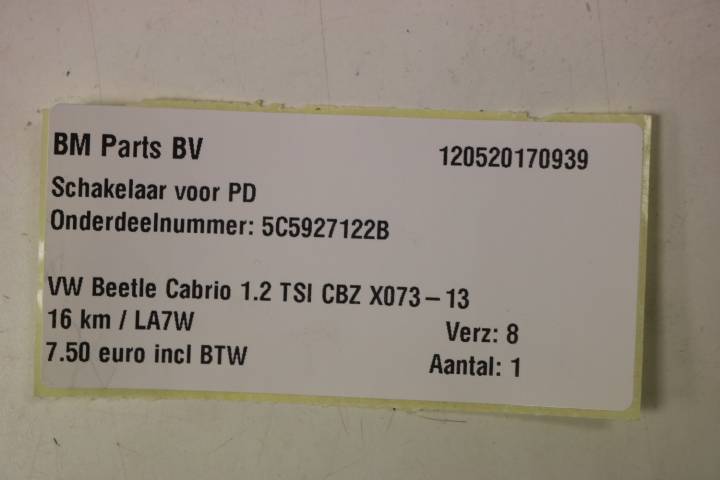 BM Parts BV 120520170939
Schakelaar voor PD
Onderdeelnummer: 5C5927122B
VW Beetle Cabrio 1.2 TSI CBZ X073-13
16 km / LA7W Verz: 8
7.50 euro incl BTW Aantal: 1